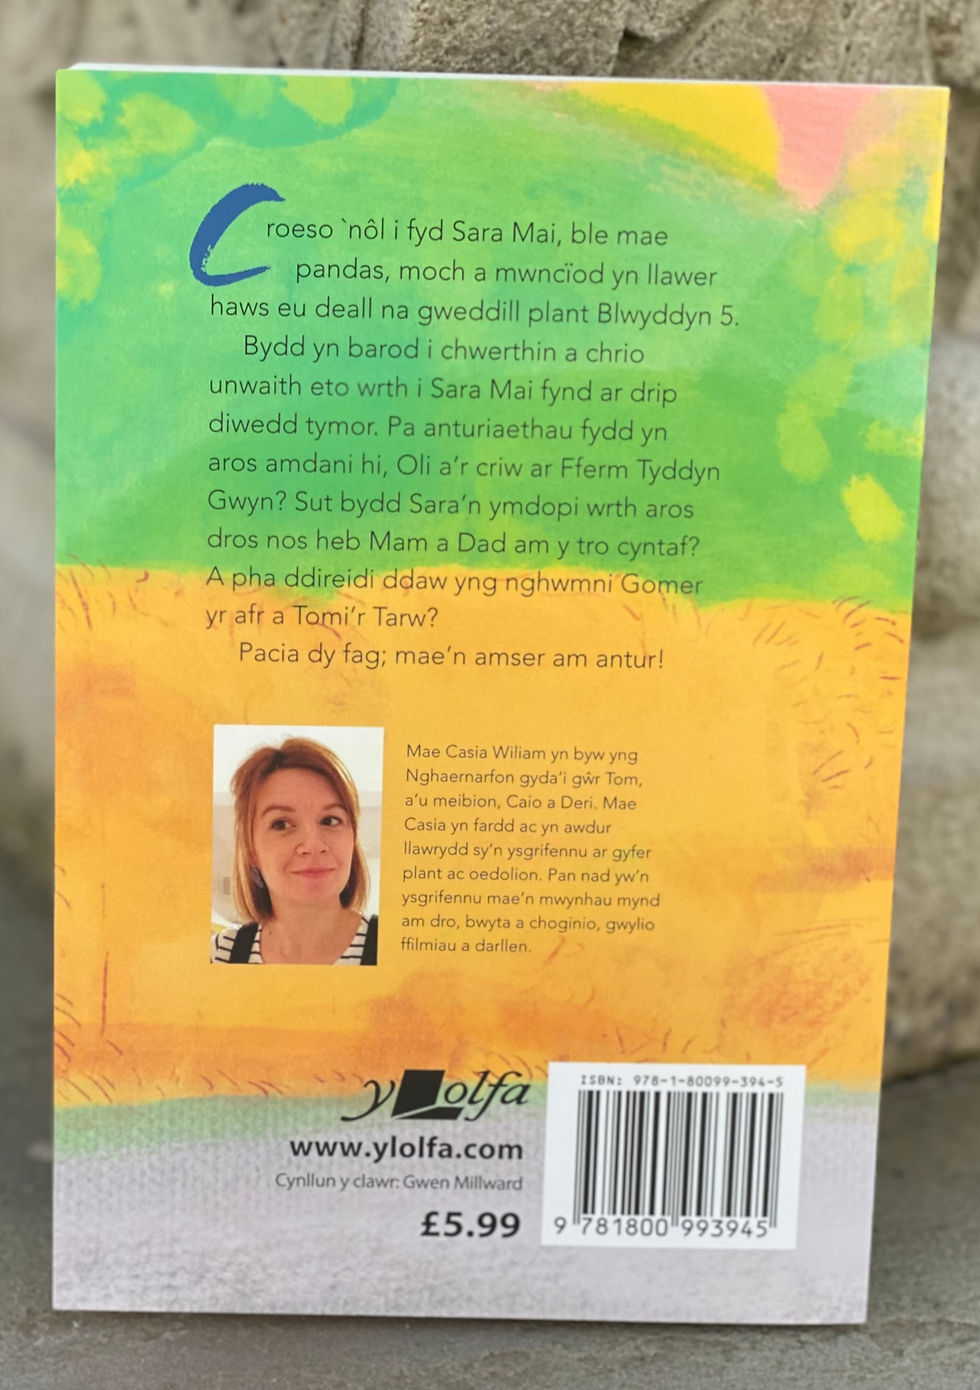 Croeso `nôl i fyd Sara Mai, ble mae
pandas, moch a mwncïod yn llawer
haws eu deall na gweddill plant Blwyddyn 5.
Bydd yn barod i chwerthin a chrio
unwaith eto wrth i Sara Mai fynd ar drip
diwedd tymor. Pa anturiaethau fydd yn
aros amdani hi, Oli a'r criw ar Fferm Tyddyn
Gwyn? Sut bydd Sara'n ymdopi wrth aros
dros nos heb Mam a Dad am y tro cyntaf?
A pha ddireidi ddaw yng nghwmni Gomer
yr afr a Tomi'r Tarw?
Pacia dy fag; mae'n amser am antur!
Mae Casia Wiliam yn byw yng
Nghaernarfon gyda'i gŵr Tom,
a'u meibion, Caio a Deri. Mae
Casia yn fardd ac yn awdur
llawrydd sy'n ysgrifennu ar gyfer
plant ac oedolion. Pan nad yw'n
ysgrifennu mae'n mwynhau mynd
am dro, bwyta a choginio, gwylio
ffilmiau a darllen.
y Lolfa
www.ylolfa.com
Cynllun y clawr: Gwen Millward
£5.99
ISBN: 978-1-80099-394-5
9 781800 993945